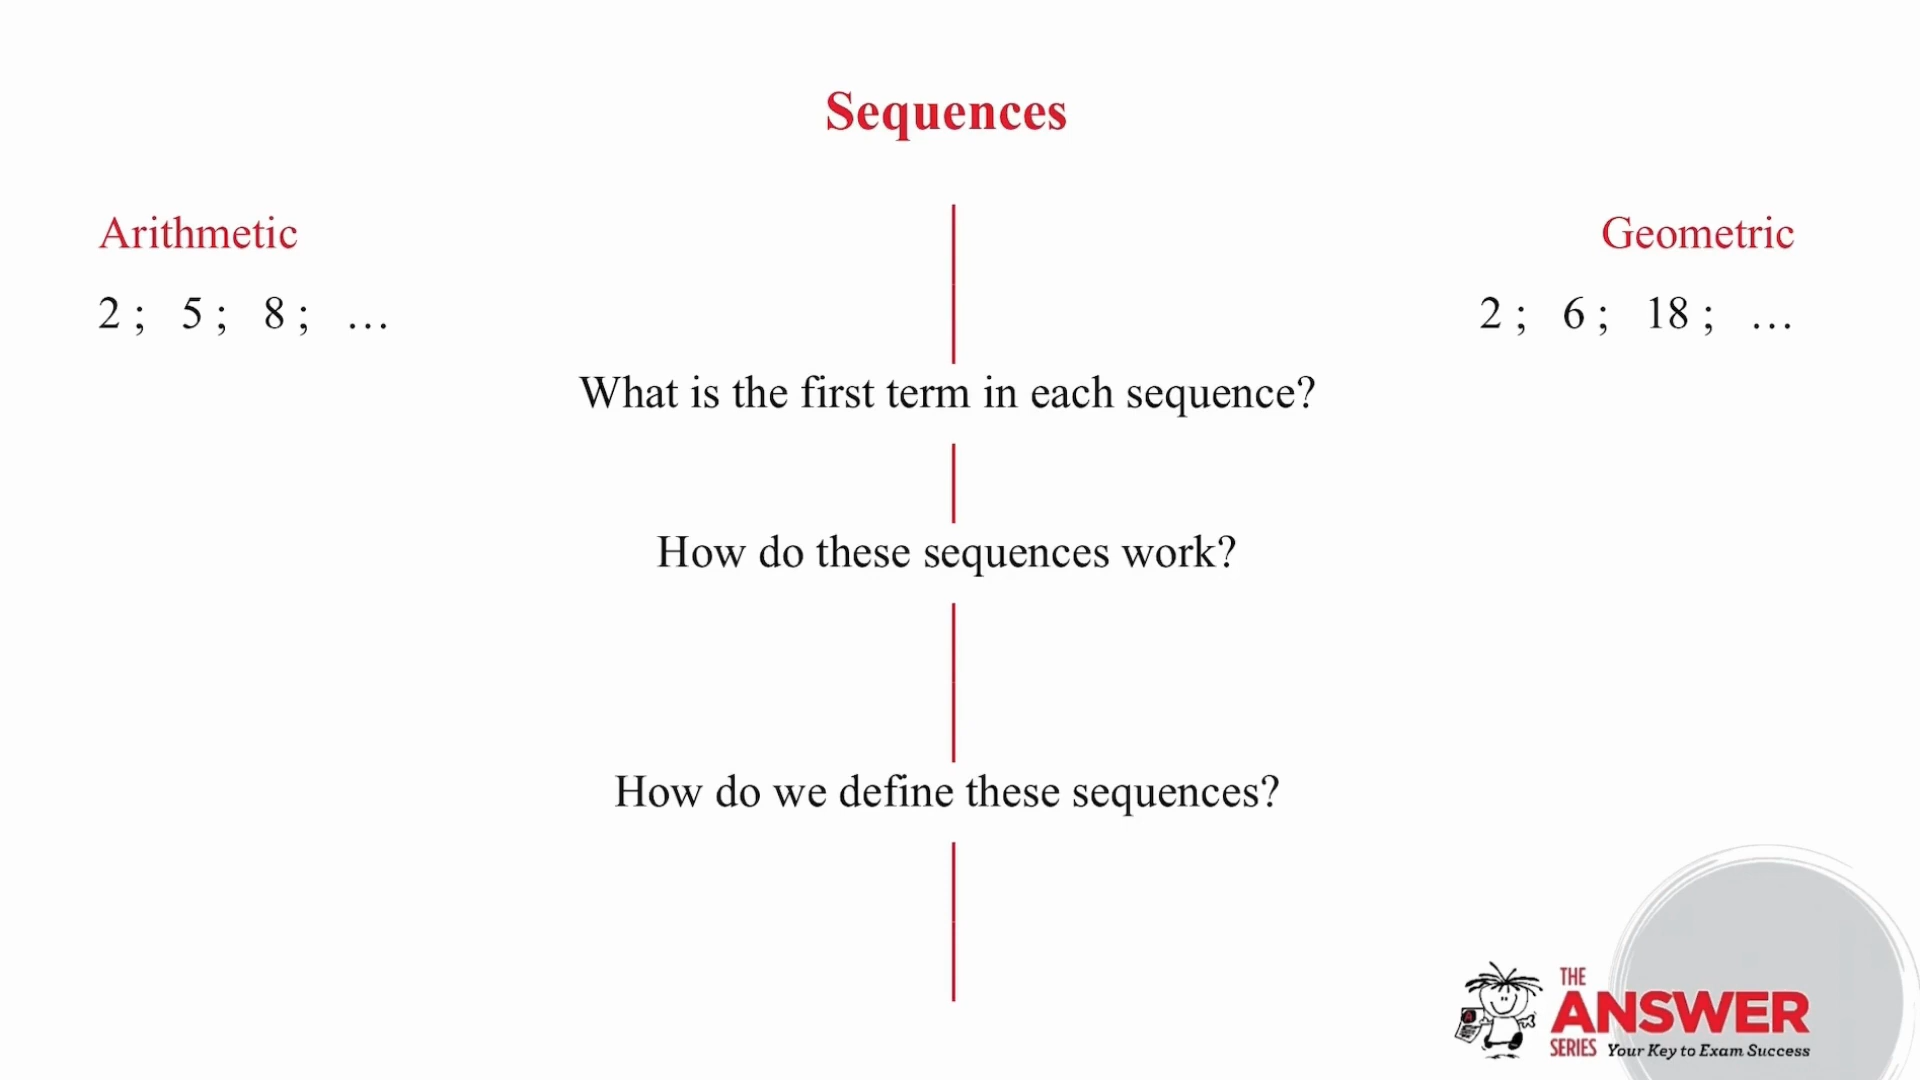 Sequences
Arithmetic
Geometric
2 ; 5 ; 8 ; …
2 ; 6 ; 18 ; …
What is the first term in each sequence?
How do these sequences work?
How do we define these sequences?
THE
ANSWER
SERIES Your Key to Exam Success